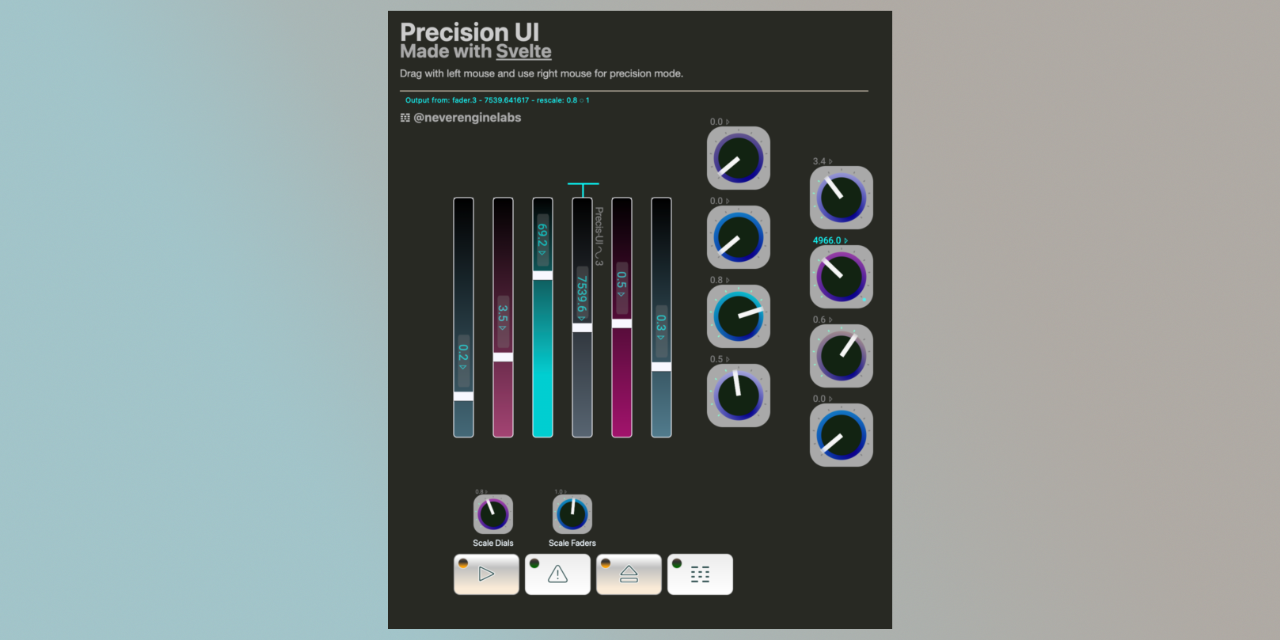 Precision UI
Made with Svelte
Drag with left mouse and use right mouse for precision mode.
Output from: fader.3 - 7539.641617 - rescale: 0.8 ○ 1
@neverenginelabs
0.0
3.4
0.0
4966.0
0.8
0.6
0.5
0.0
0.2
3.5
69.2
7539.6
Precis-UI 3
0.5
0.3
Scale Dials
Scale Faders